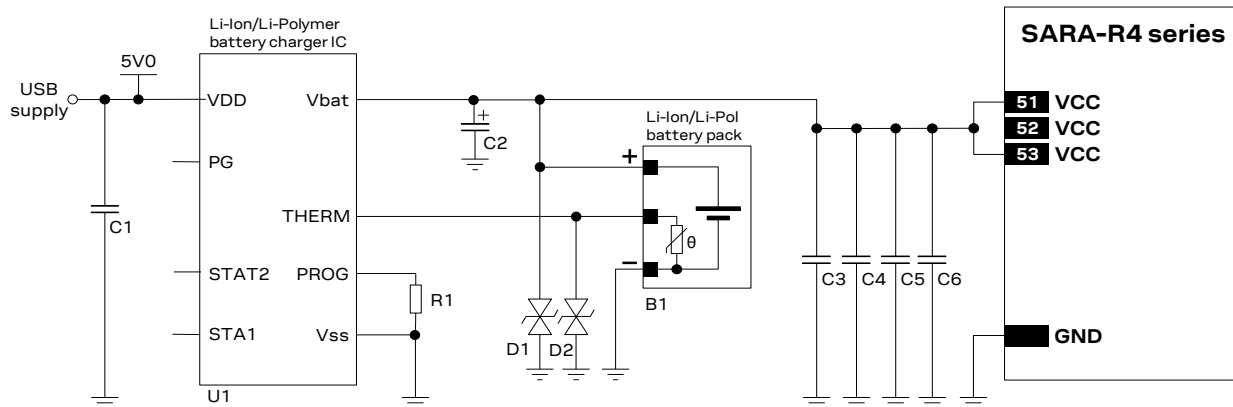 Li-Ion/Li-Polymer
battery charger IC
SARA-R4 series
5V0
USB
supply
VDD
Vbat
C2
+
Li-Ion/Li-Pol
battery pack
51 VCC
52 VCC
53 VCC
PG
+
THERM
θ
C1
STAT2
PROG
R1
−
B1
C3
C4
C5
C6
STA1
Vss
D1
D2
GND
U1